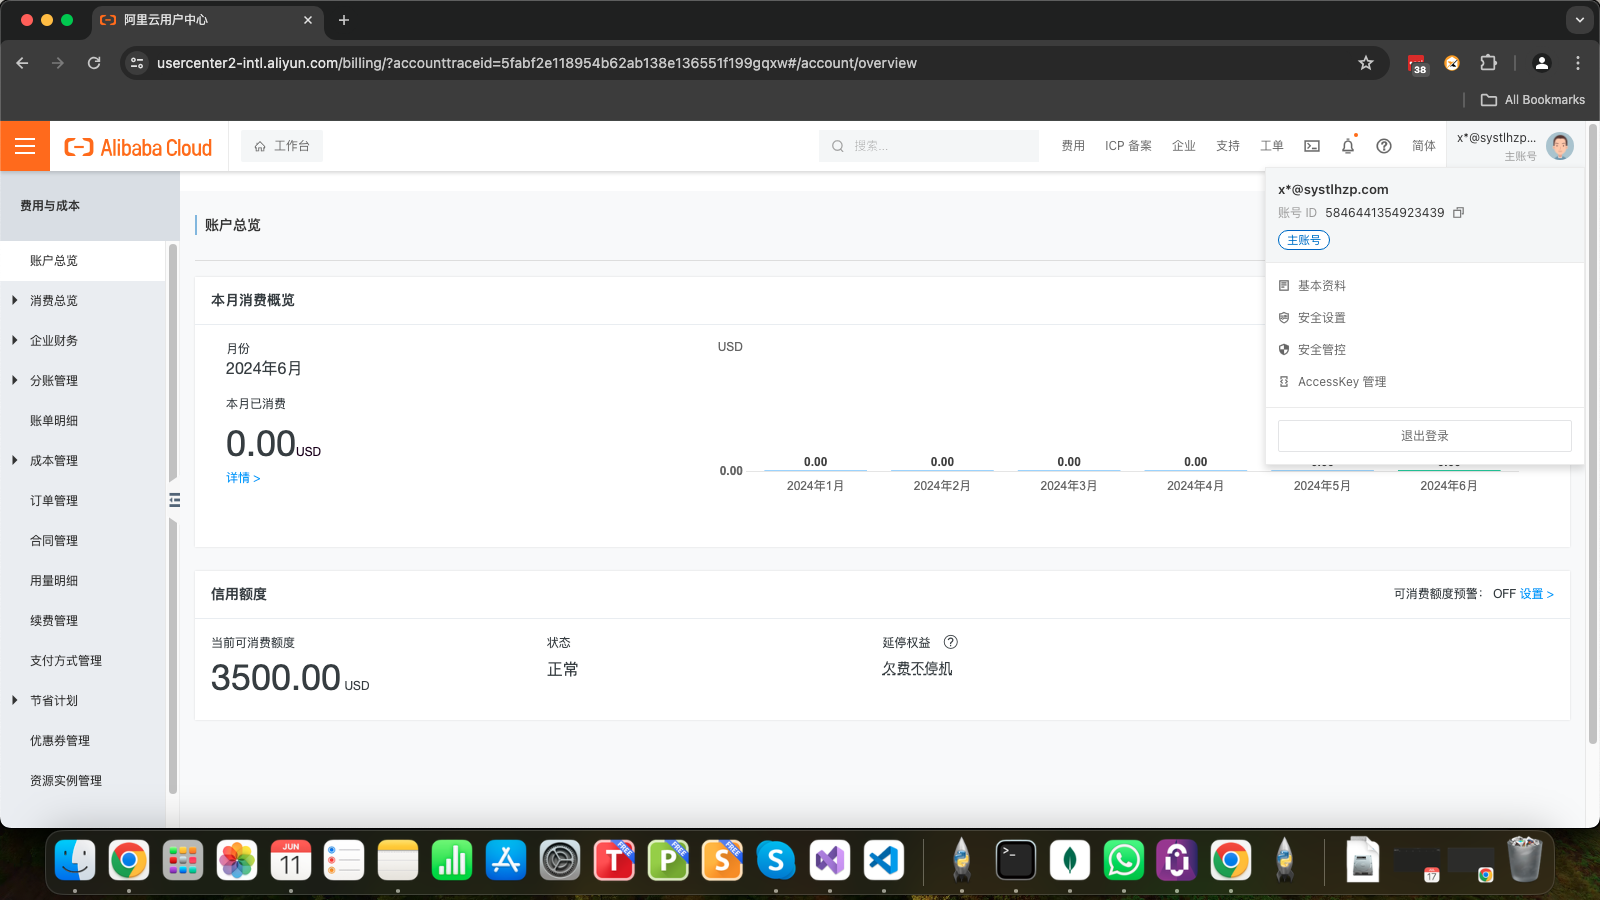 阿里云用户中心
usercenter2-intl.aliyun.com/billing/?accounttraceid=5fabf2e118954b62ab138e136551f199gqxw#/account/overview
38
All Bookmarks
Alibaba Cloud
工作台
搜索...
费用
ICP 备案
企业
支持
工单
简体
x*@systlhzp...
主账号
x*@systlhzp.com
账号 ID 5846441354923439
主账号
基本资料
安全设置
安全管控
AccessKey 管理
退出登录
费用与成本
账户总览
消费总览
企业财务
分账管理
账单明细
成本管理
订单管理
合同管理
用量明细
续费管理
支付方式管理
节省计划
优惠券管理
资源实例管理
账户总览
本月消费概览
月份
2024年6月
本月已消费
0.00 USD
详情 >
USD
0.00
0.00
0.00
0.00
0.00
2024年1月
2024年2月
2024年3月
2024年4月
2024年5月
2024年6月
信用额度
可消费额度预警: OFF 设置 >
当前可消费额度
3500.00 USD
状态
正常
延停权益
欠费不停机
JUN
11
T
FREE
P
FREE
S
FREE
S
>_
17